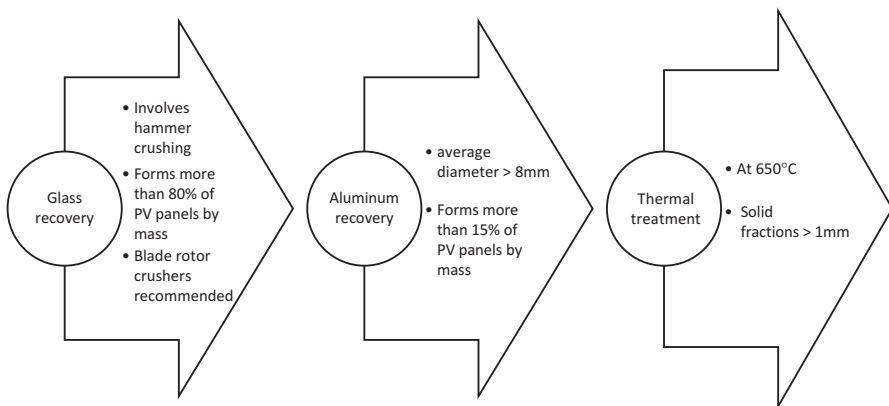 Glass
recovery
• Involves
hammer
crushing
• Forms more
than 80% of
PV panels by
mass
• Blade rotor
crushers
recommended
Aluminum
recovery
• average
diameter > 8mm
• Forms more
than 15% of
PV panels by
mass
Thermal
treatment
• At 650°C
• Solid
fractions > 1mm